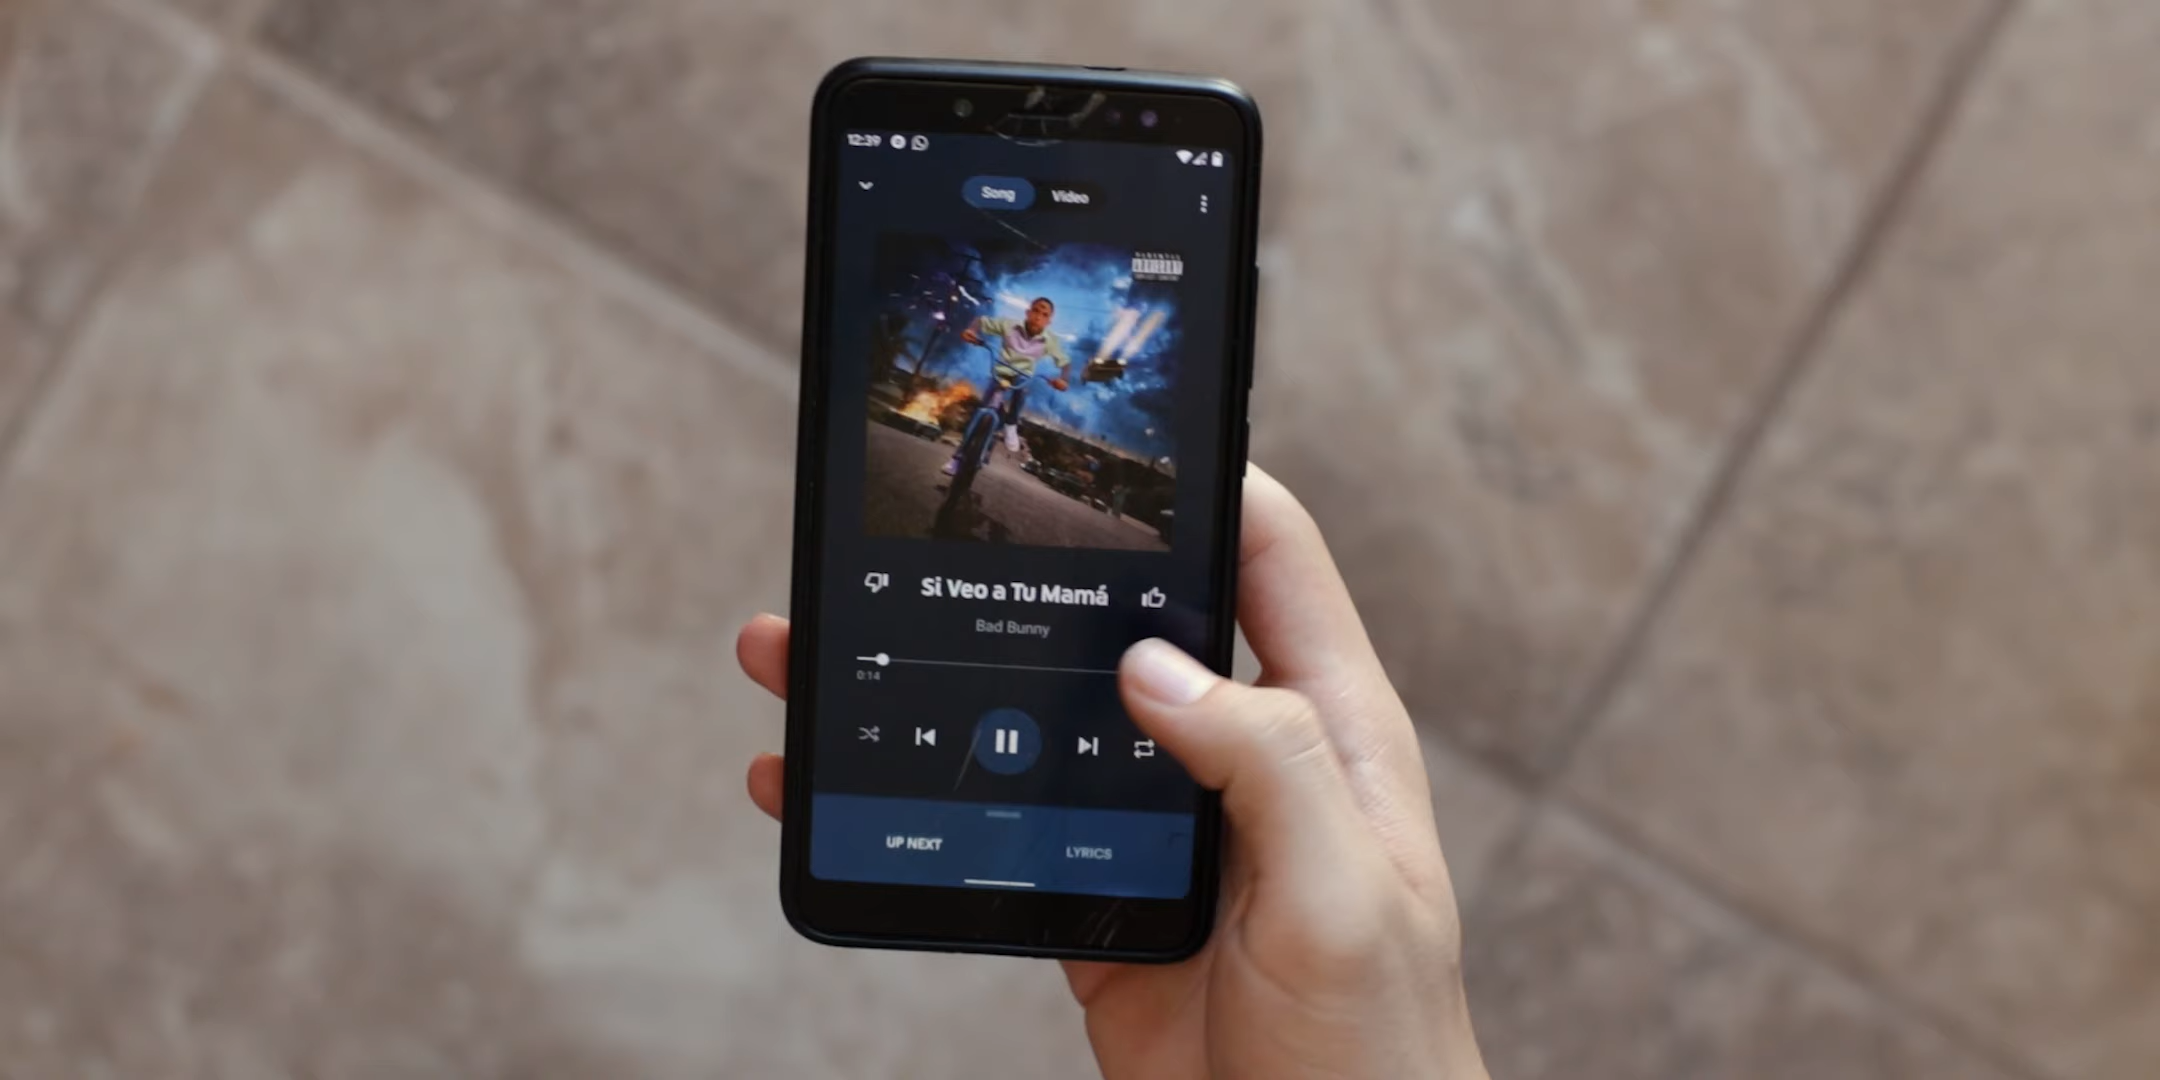 12:39
Song Video
Si Veo a Tu Mamá
Bad Bunny
0:14
UP NEXT LYRICS